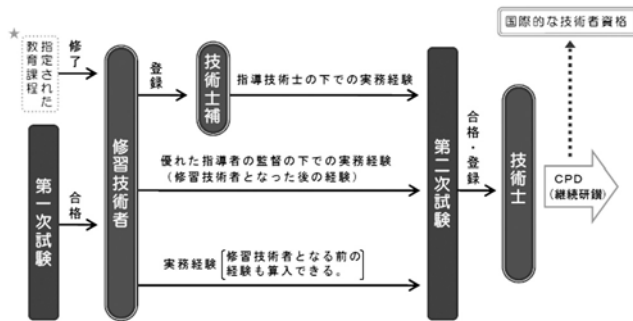 国際的な技術者資格
★
指定された
教育課程
修了
登録
技術士補
指導技術士の下での実務経験
修習技術者
第一次試験
合格
優れた指導者の監督の下での実務経験
(修習技術者となった後の経験)
実務経験
修習技術者となる前の
経験も算入できる。
第二次試験
合格・登録
技術士
CPD
(継続研鑽)